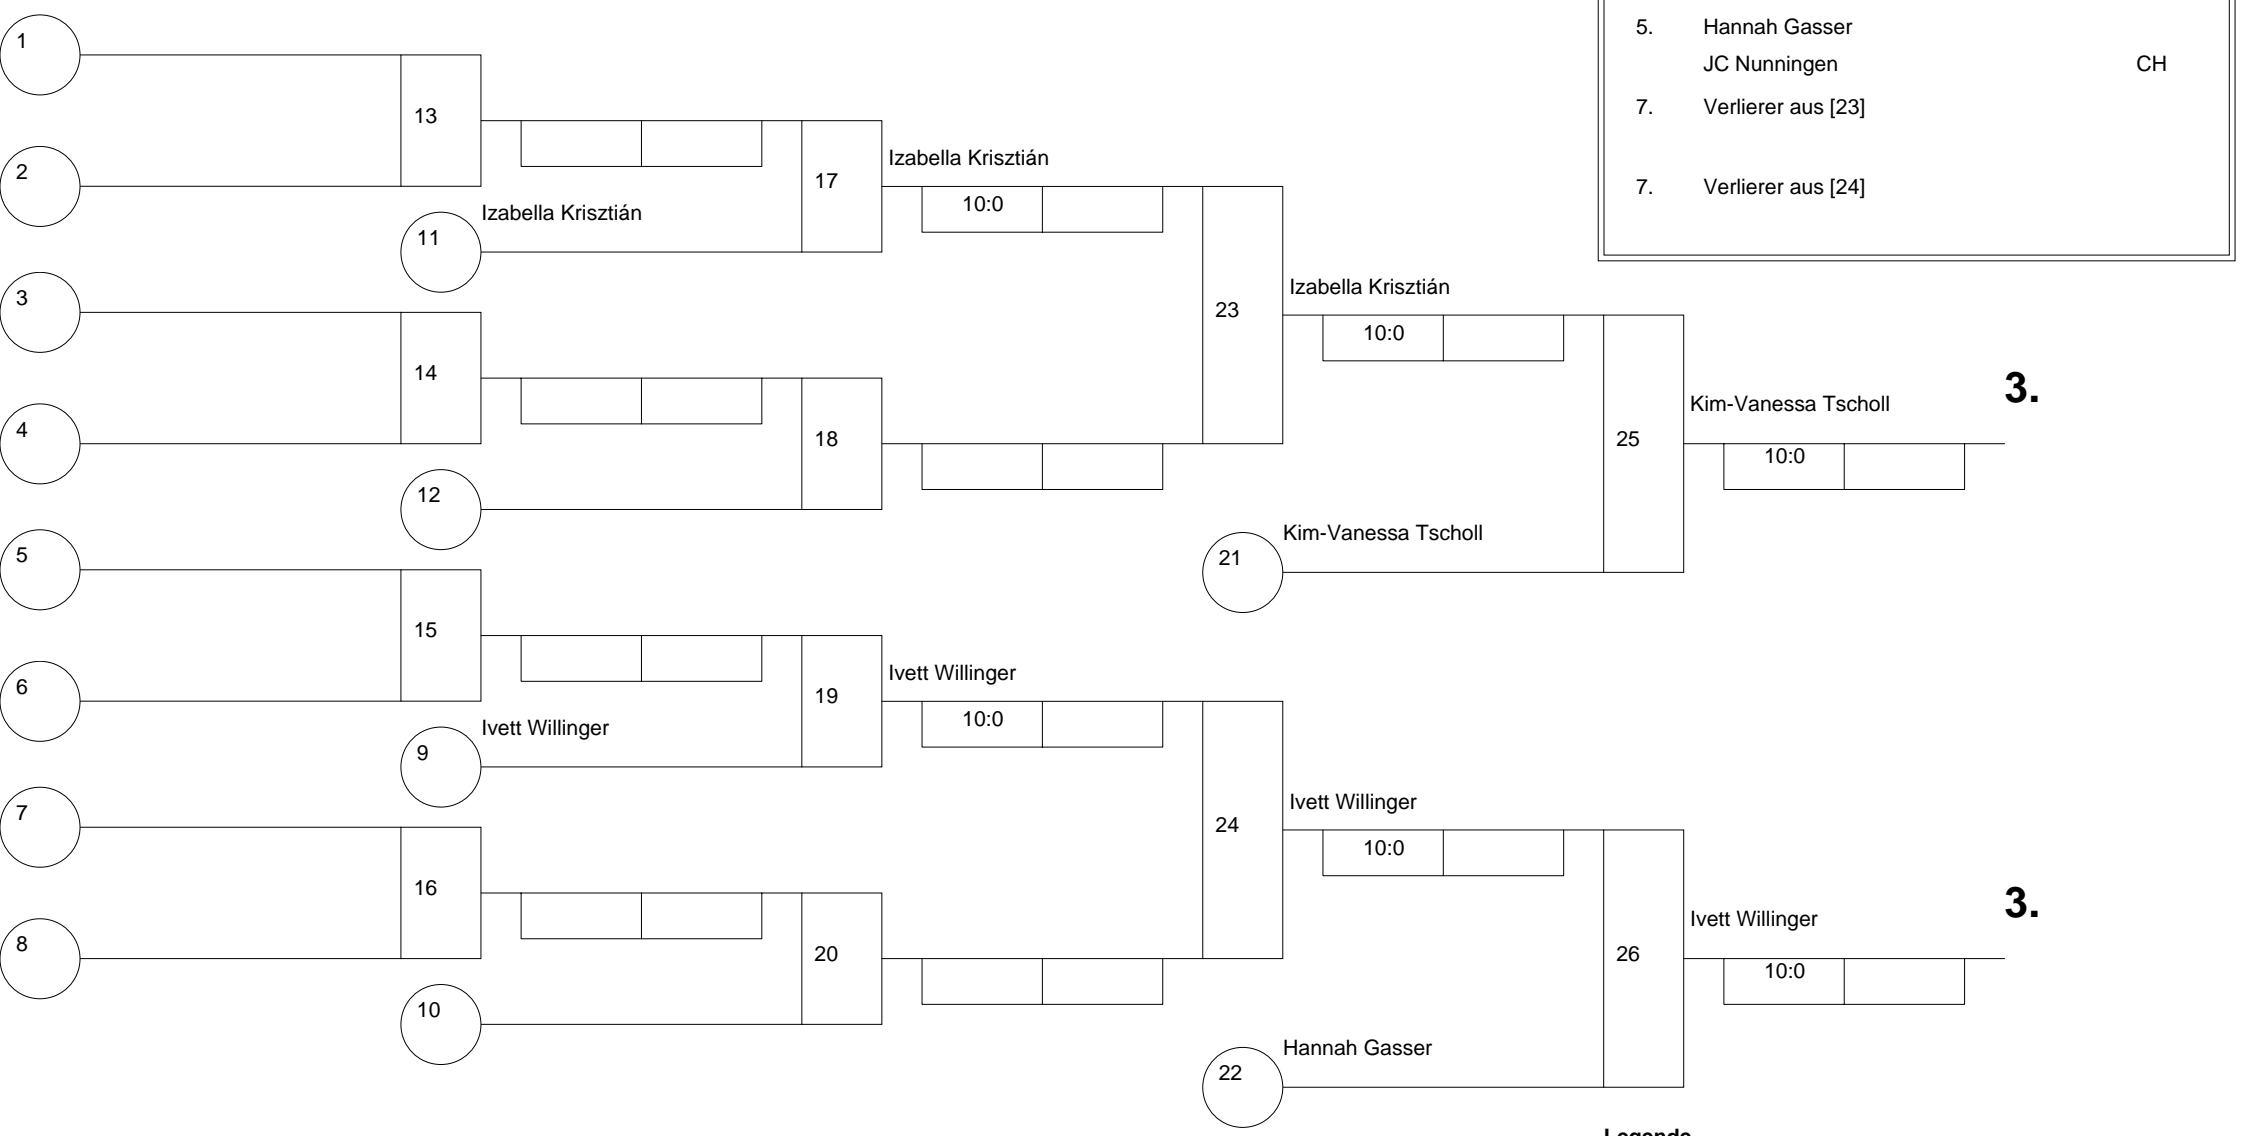 5. Hannah Gasser
JC Nunningen CH
7. Verlierer aus [23]
7. Verlierer aus [24]
1
13
2
Izabella Krisztián
17
10:0
Izabella Krisztián
11
3
Izabella Krisztián
23
10:0
14
3.
Kim-Vanessa Tscholl
4
18
25
10:0
12
Kim-Vanessa Tscholl
5
21
15
Ivett Willinger
6
19
10:0
Ivett Willinger
9
Ivett Willinger
7
24
10:0
16
3.
Ivett Willinger
8
20
26
10:0
10
Hannah Gasser
22
Legende